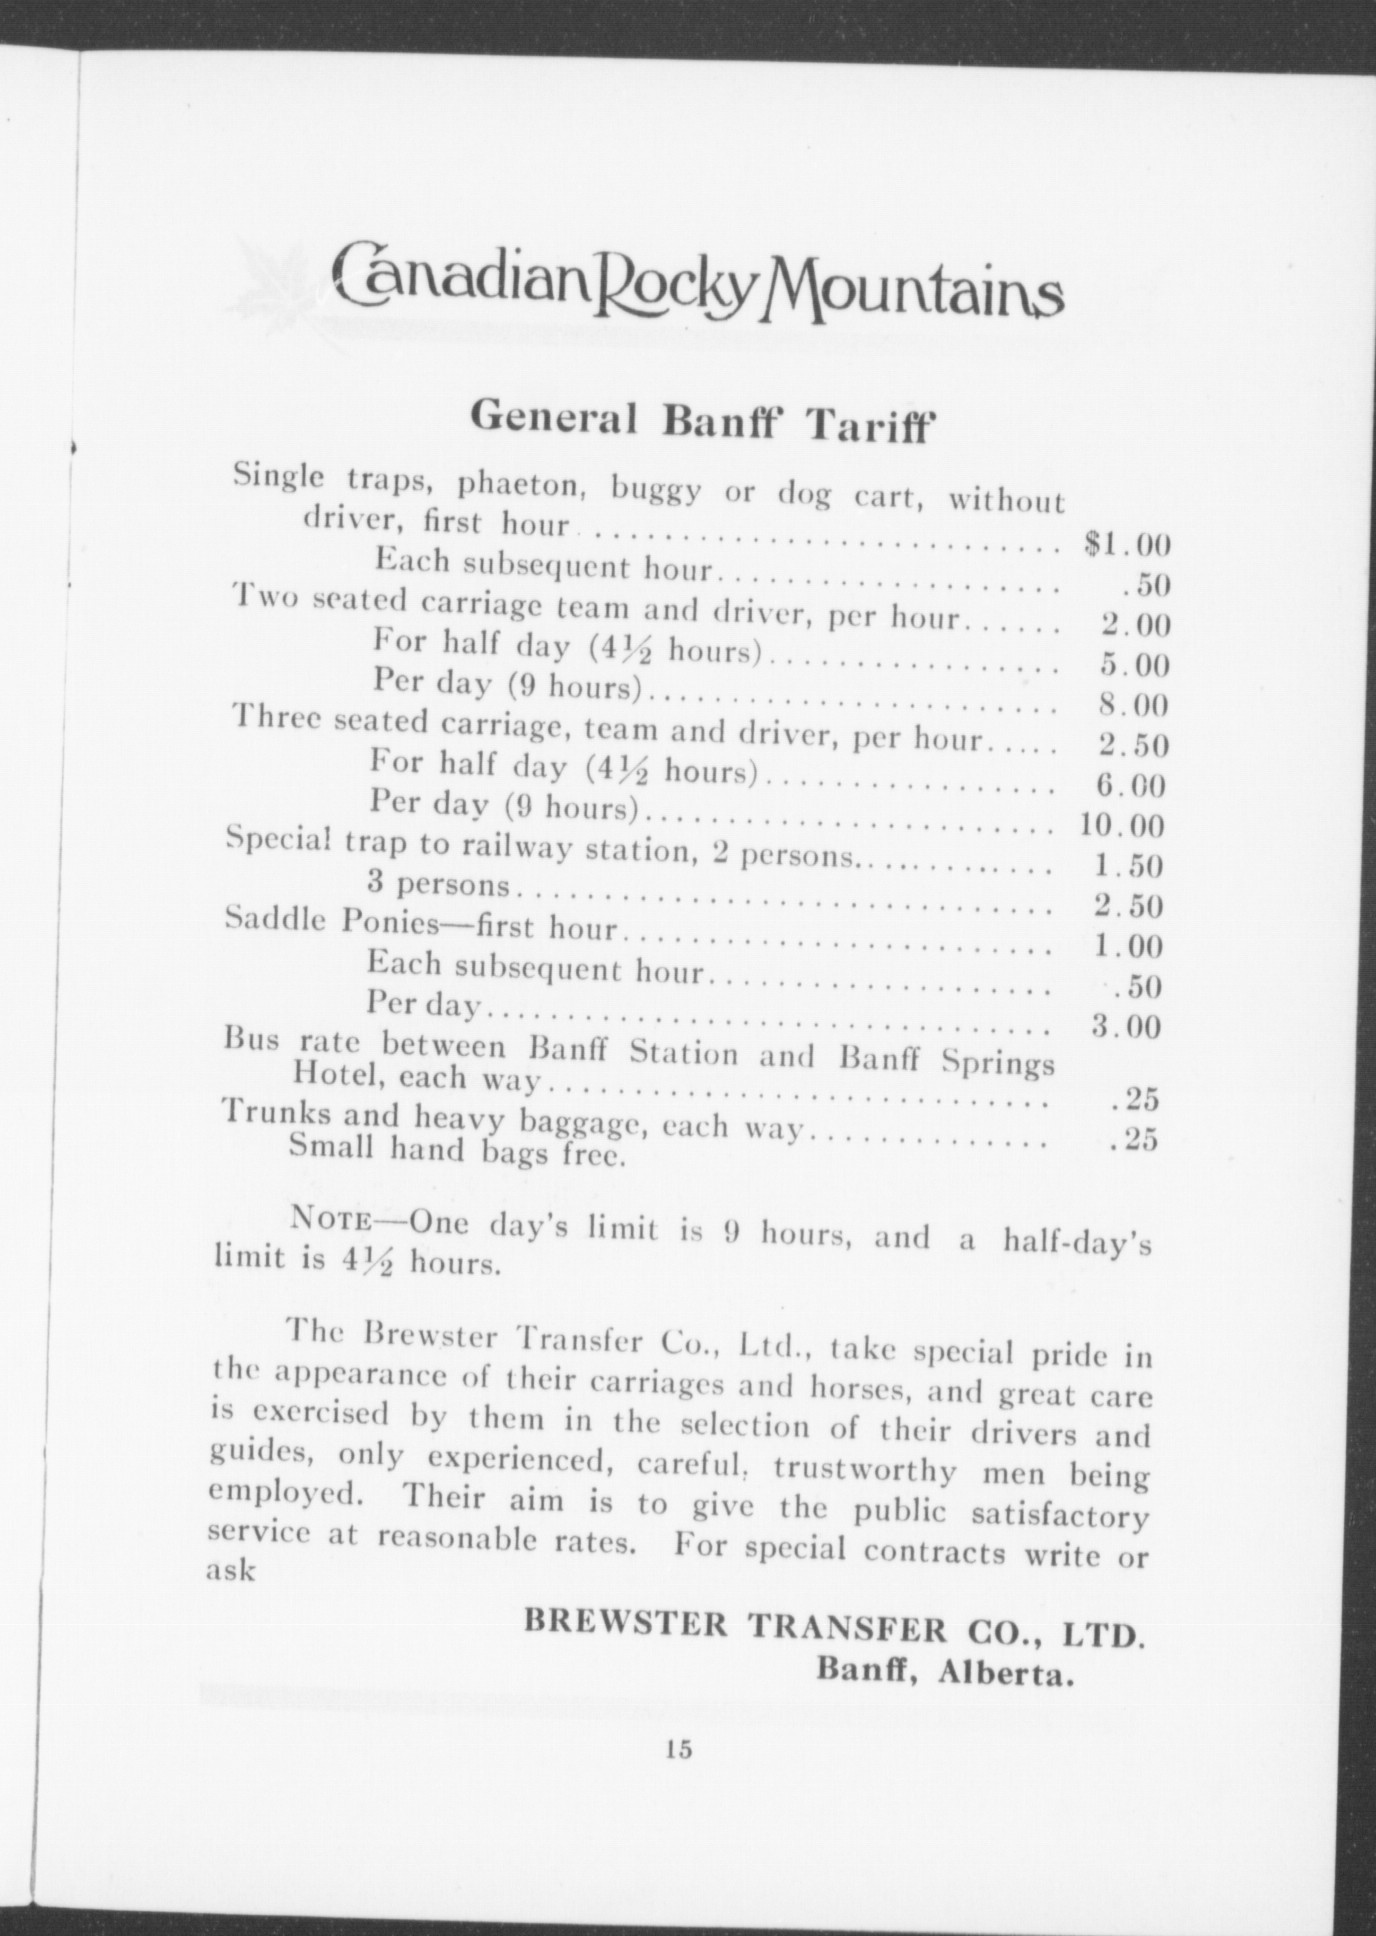 Canadian Rocky Mountains
General Banff Tariff
Single traps, phaeton, buggy or dog cart, without
driver, first hour ............................ $1.00
Each subsequent hour.................... .50
Two seated carriage team and driver, per hour...... 2.00
For half day (4½ hours)................. 5.00
Per day (9 hours)........................ 8.00
Three seated carriage, team and driver, per hour..... 2.50
For half day (4½ hours)................. 6.00
Per day (9 hours)........................ 10.00
Special trap to railway station, 2 persons............. 1.50
3 persons................................ 2.50
Saddle Ponies—first hour......................... 1.00
Each subsequent hour.................... .50
Per day.................................. 3.00
Bus rate between Banff Station and Banff Springs
Hotel, each way.............................. .25
Trunks and heavy baggage, each way.............. .25
Small hand bags free.
NOTE—One day's limit is 9 hours, and a half-day's
limit is 4½ hours.
The Brewster Transfer Co., Ltd., take special pride in
the appearance of their carriages and horses, and great care
is exercised by them in the selection of their drivers and
guides, only experienced, careful, trustworthy men being
employed. Their aim is to give the public satisfactory
service at reasonable rates. For special contracts write or
ask
BREWSTER TRANSFER CO., LTD.
Banff, Alberta.
15